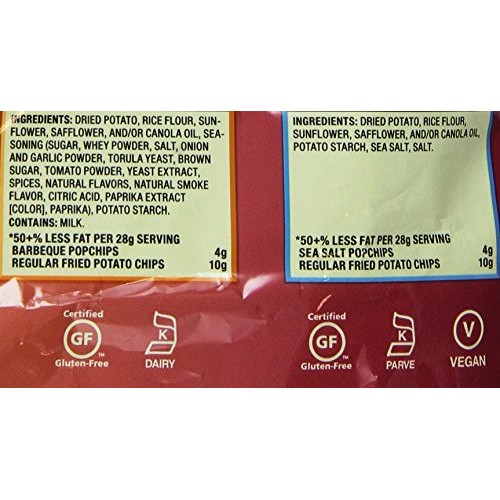 INGREDIENTS: DRIED POTATO, RICE FLOUR, SUN-
FLOWER, SAFFLOWER, AND/OR CANOLA OIL, SEA-
SONING (SUGAR, WHEY POWDER, SALT, ONION
AND GARLIC POWDER, TORULA YEAST, BROWN
SUGAR, TOMATO POWDER, YEAST EXTRACT,
SPICES, NATURAL FLAVORS, NATURAL SMOKE
FLAVOR, CITRIC ACID, PAPRIKA EXTRACT
[COLOR], PAPRIKA), POTATO STARCH.
CONTAINS: MILK.
*50+% LESS FAT PER 28g SERVING
BARBEQUE POPCHIPS 4g
REGULAR FRIED POTATO CHIPS 10g
INGREDIENTS: DRIED POTATO, RICE FLOUR,
SUNFLOWER, SAFFLOWER, AND/OR CANOLA OIL,
POTATO STARCH, SEA SALT, SALT.
*50+% LESS FAT PER 28g SERVING
SEA SALT POPCHIPS 4g
REGULAR FRIED POTATO CHIPS 10g
Certified
GF
TM
Gluten-Free
K
DAIRY
Certified
GF
TM
Gluten-Free
K
PARVE
V
VEGAN